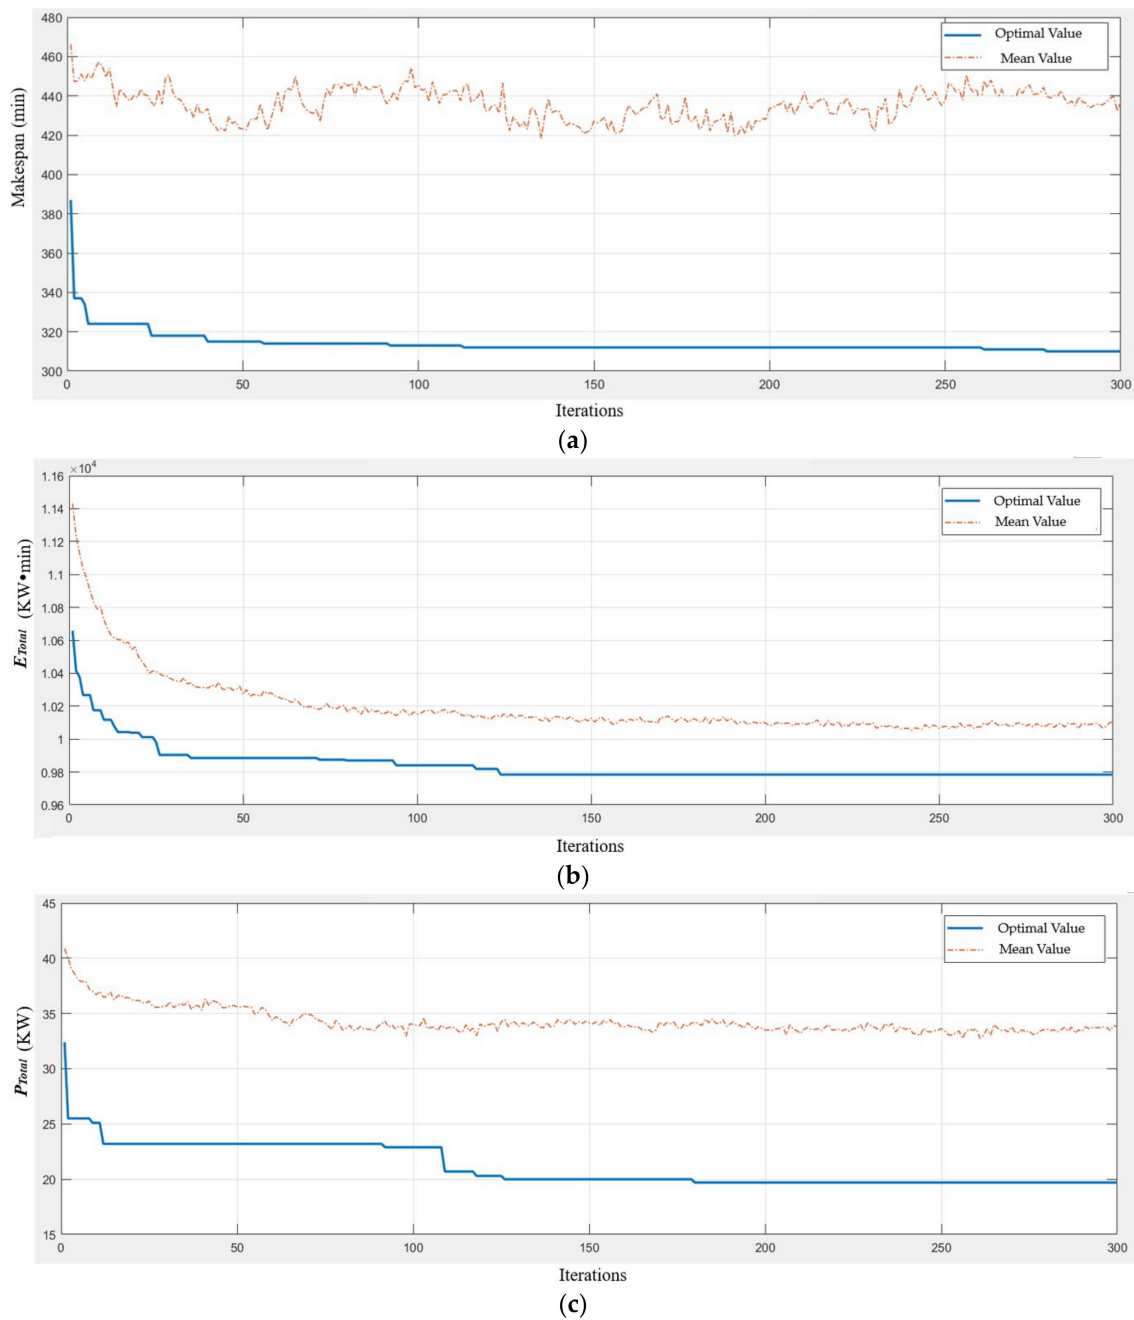 480
460
440
420
400
380
360
340
320
300
Makespan (min)
Optimal Value
Mean Value
0 50 100 150 200 250 300
Iterations
(a)
×10⁴
1.16
1.14
1.12
1.1
1.08
1.06
1.04
1.02
1
0.98
0.96
E_Total (KW•min)
Optimal Value
Mean Value
0 50 100 150 200 250 300
Iterations
(b)
45
40
35
30
25
20
15
P_Total (KW)
Optimal Value
Mean Value
0 50 100 150 200 250 300
Iterations
(c)